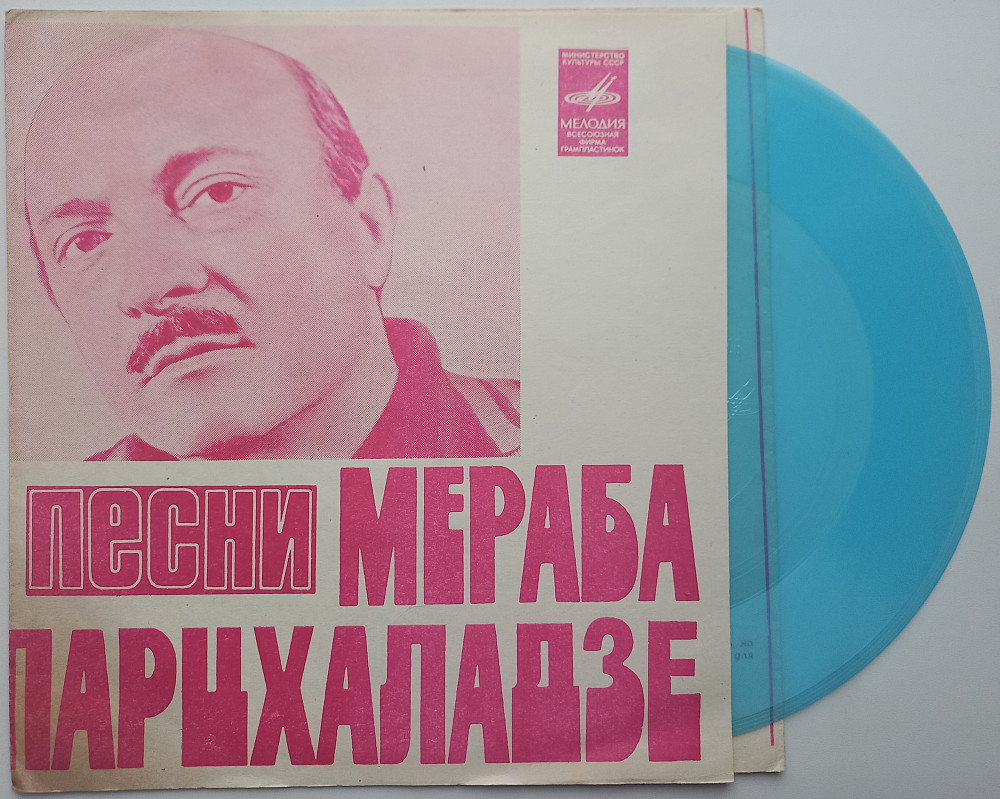 МИНИСТЕРСТВО
КУЛЬТУРЫ СССР
МЕЛОДИЯ
ВСЕСОЮЗНАЯ
ФИРМА
ГРАМПЛАСТИНОК
песни МЕРАБА
ПАРЦХАЛАДЗЕ